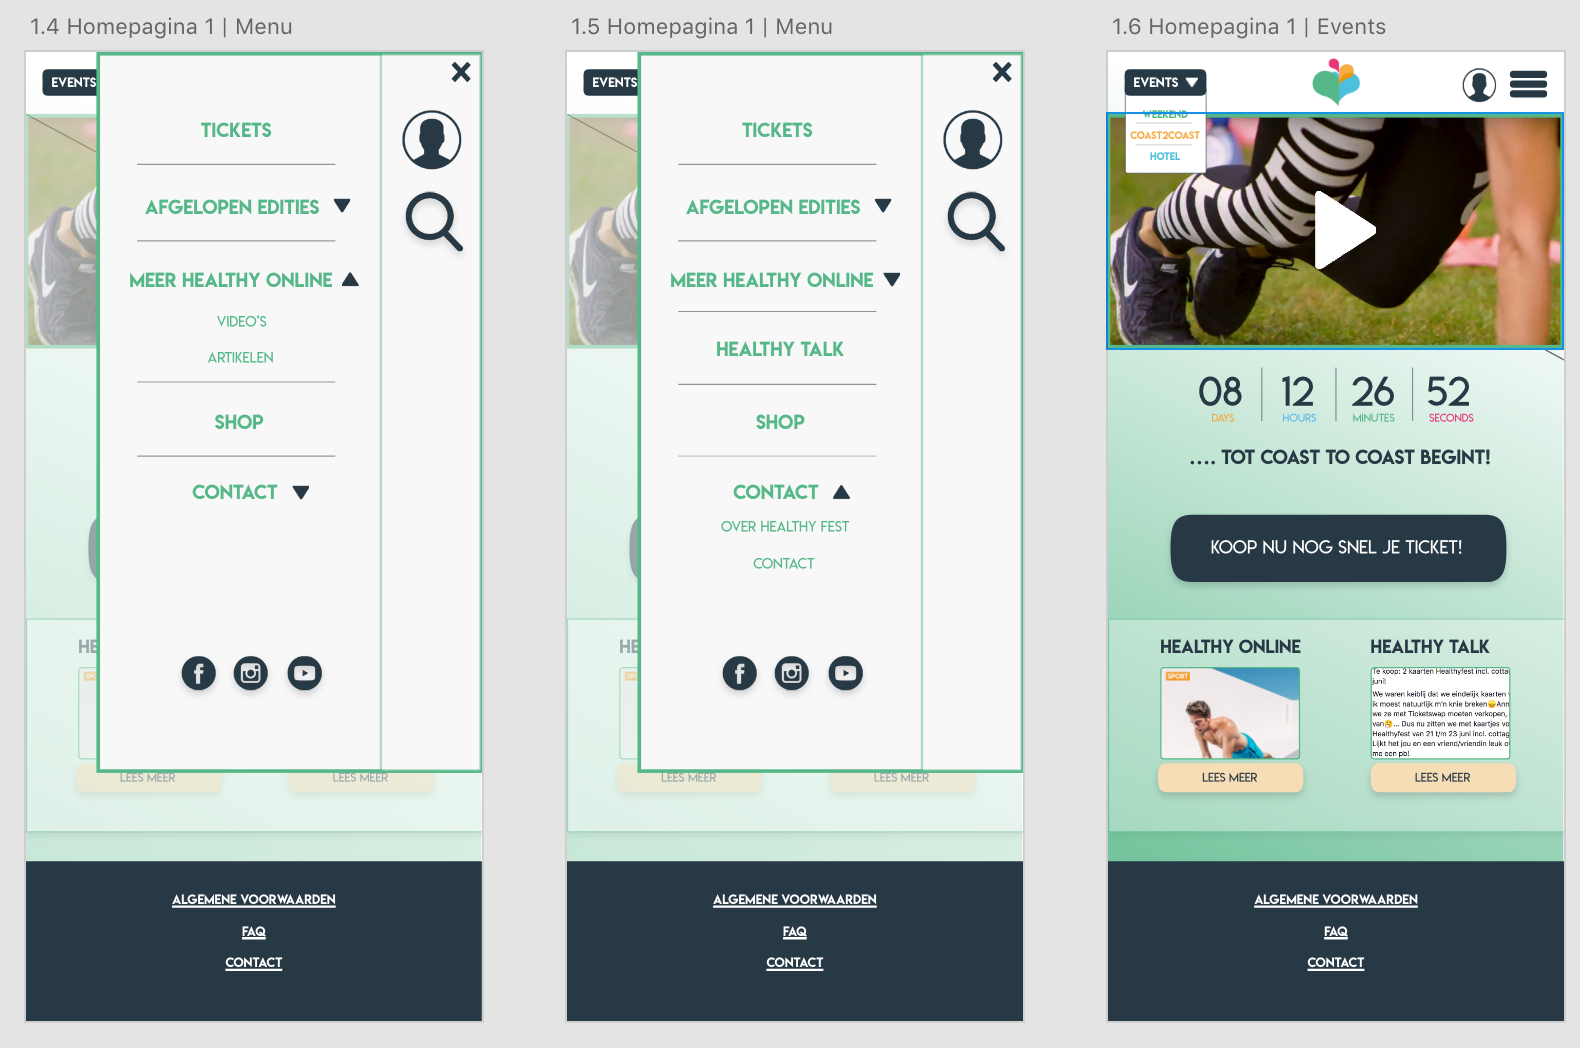 1.4 Homepagina 1 | Menu
EVENTS
TICKETS
AFGELOPEN EDITIES
MEER HEALTHY ONLINE
VIDEO'S
ARTIKELEN
SHOP
CONTACT
HE
LEES MEER
LEES MEER
ALGEMENE VOORWAARDEN
FAQ
CONTACT
1.5 Homepagina 1 | Menu
EVENTS
TICKETS
AFGELOPEN EDITIES
MEER HEALTHY ONLINE
HEALTHY TALK
SHOP
CONTACT
OVER HEALTHY FEST
CONTACT
HE
LEES MEER
LEES MEER
ALGEMENE VOORWAARDEN
FAQ
CONTACT
1.6 Homepagina 1 | Events
EVENTS
WEEKEND
COAST2COAST
HOTEL
08 12 26 52
DAYS HOURS MINUTES SECONDS
.... TOT COAST TO COAST BEGINT!
KOOP NU NOG SNEL JE TICKET!
HEALTHY ONLINE
SPORT
LEES MEER
HEALTHY TALK
Te koop: 2 kaarten Healthyfest incl. cotta
juni!
We waren keiblij dat we eindelijk kaarten
ik moest natuurlijk m'n knie breken😞Ann
we ze met Ticketswap moeten verkopen,
van🤕... Dus nu zitten we met kaartjes vo
Healthyfest van 21 t/m 23 juni incl. cottag
Lijkt het jou en een vriend/vriendin leuk o
me een pb!
LEES MEER
ALGEMENE VOORWAARDEN
FAQ
CONTACT